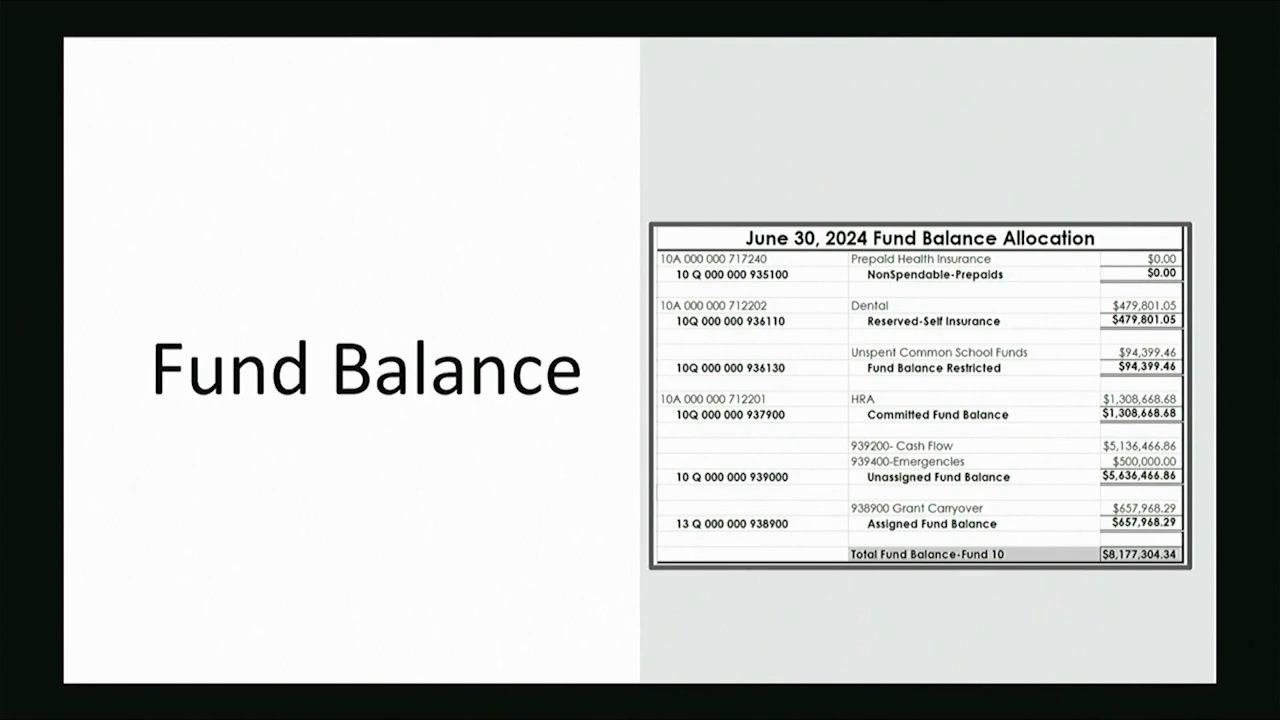 Fund Balance
June 30, 2024 Fund Balance Allocation
10A 000 000 717240 Prepaid Health Insurance $0.00
10 Q 000 000 935100 NonSpendable-Prepaids $0.00
10A 000 000 712202 Dental $479,801.05
10Q 000 000 936110 Reserved-Self Insurance $479,801.05
Unspent Common School Funds $94,399.46
10Q 000 000 936130 Fund Balance Restricted $94,399.46
10A 000 000 712201 HRA $1,308,668.68
10Q 000 000 937900 Committed Fund Balance $1,308,668.68
939200- Cash Flow $5,136,466.86
939400-Emergencies $500,000.00
10 Q 000 000 939000 Unassigned Fund Balance $5,636,466.86
938900 Grant Carryover $657,968.29
13 Q 000 000 938900 Assigned Fund Balance $657,968.29
Total Fund Balance-Fund 10 $8,177,304.34